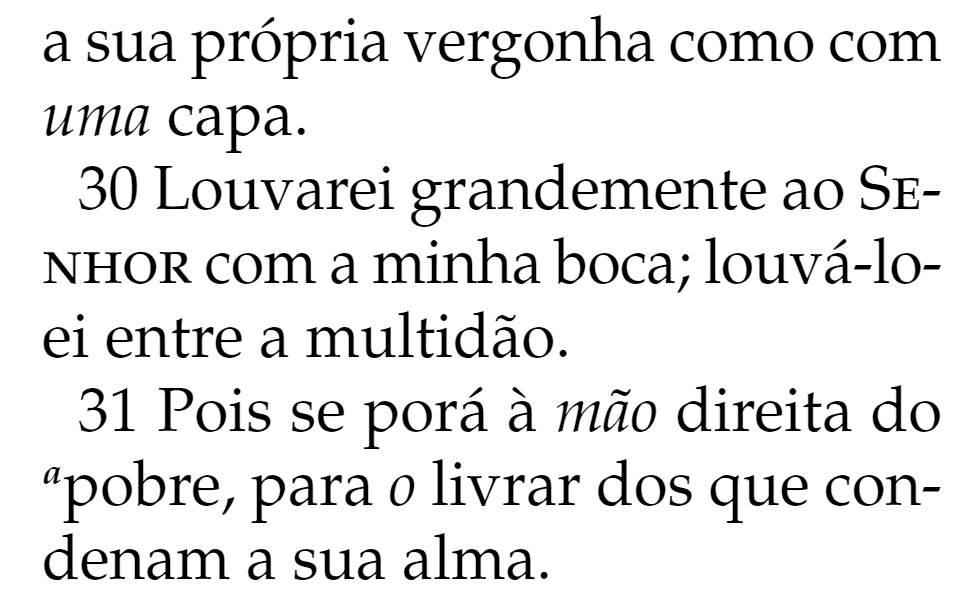 a sua própria vergonha como com
uma capa.
30 Louvarei grandemente ao SE-
NHOR com a minha boca; louvá-lo-
ei entre a multidão.
31 Pois se porá à mão direita do
ᵃpobre, para o livrar dos que con-
denam a sua alma.